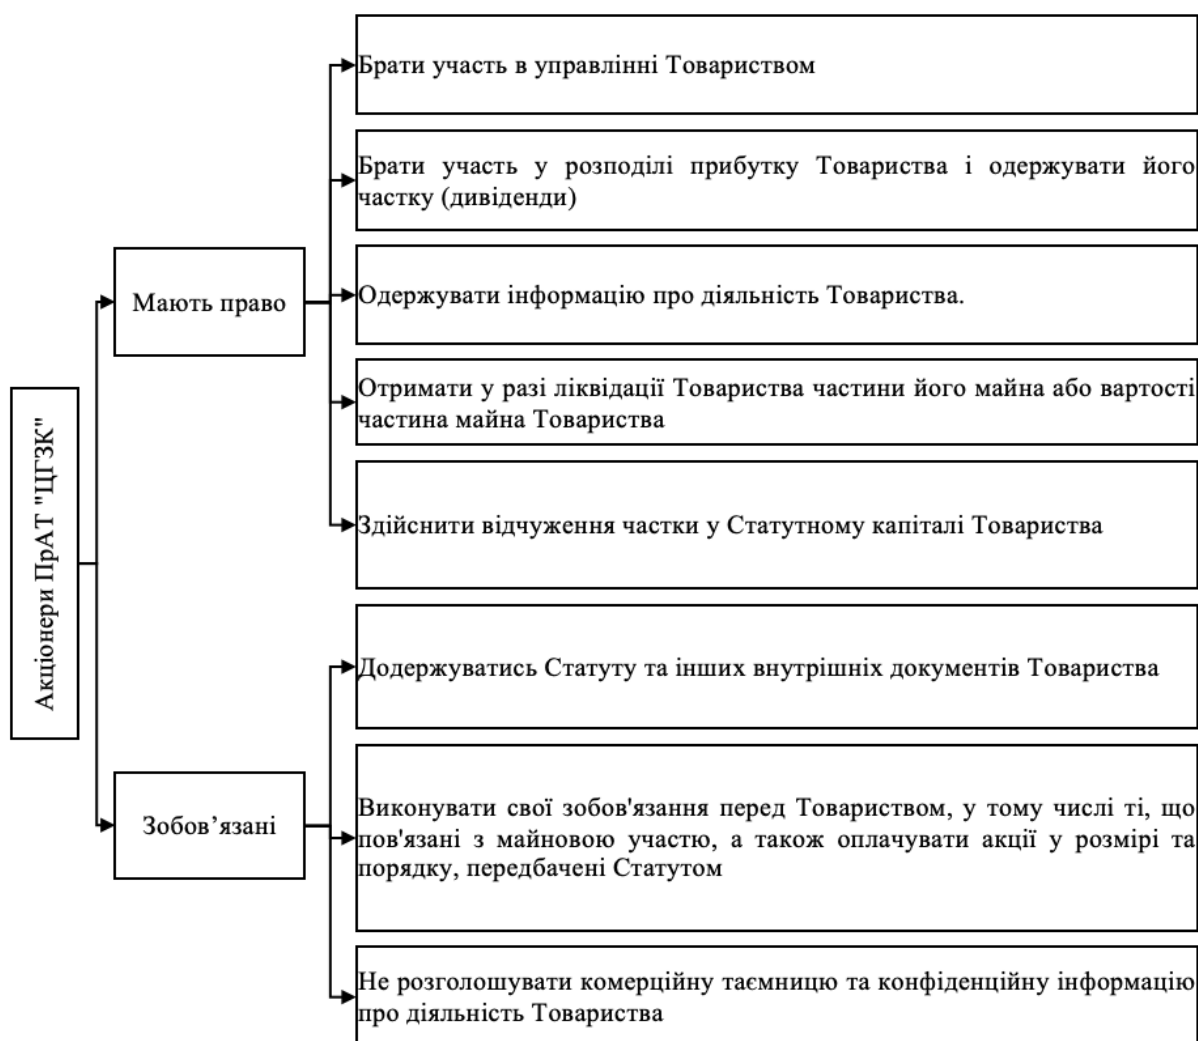 Акціонери ПрАТ "ЦГЗК"
Мають право
Брати участь в управлінні Товариством
Брати участь у розподілі прибутку Товариства і одержувати його
частку (дивіденди)
Одержувати інформацію про діяльність Товариства.
Отримати у разі ліквідації Товариства частини його майна або вартості
частина майна Товариства
Здійснити відчуження частки у Статутному капіталі Товариства
Зобов’язані
Додержуватись Статуту та інших внутрішніх документів Товариства
Виконувати свої зобов'язання перед Товариством, у тому числі ті, що
пов'язані з майновою участю, а також оплачувати акції у розмірі та
порядку, передбачені Статутом
Не розголошувати комерційну таємницю та конфіденційну інформацію
про діяльність Товариства